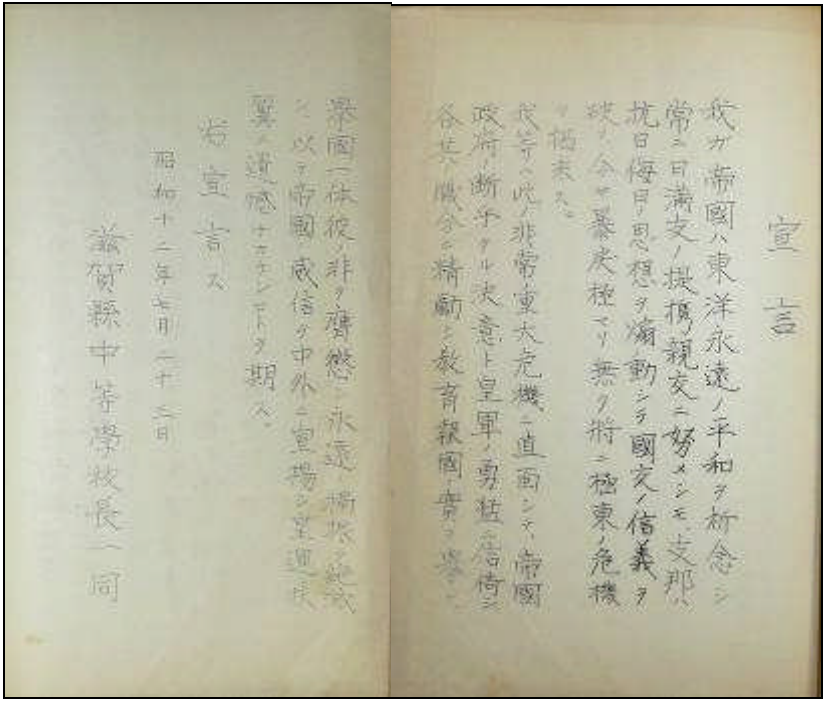 宣言
我ガ帝國ハ東洋永遠ノ平和ヲ祈念シ
常ニ日満支ノ提携親交ニ努メシモ、支那ハ
抗日侮日ノ思想ヲ煽動シテ國交ノ信義ヲ
破リ今ヤ暴戻極マリ無ク將ニ極東ノ危機
ヲ招来ス。
我等ハ此ノ非常重大危機ニ直面シテ、帝國
政府ノ断乎タル決意ト皇軍ノ勇猛ニ信倚シ
各其ノ職分ニ精勵シ教育報國ノ實ヲ擧ゲ
擧國一体彼ノ非ヲ膺懲シ永遠ノ禍根ヲ絶滅
シ以テ帝國ノ威信ヲ中外ニ宣揚シ皇運扶
翼ニ遺憾ナカランコトヲ期ス。
右宣言ス
昭和十二年七月二十三日
滋賀縣中等學校長一同